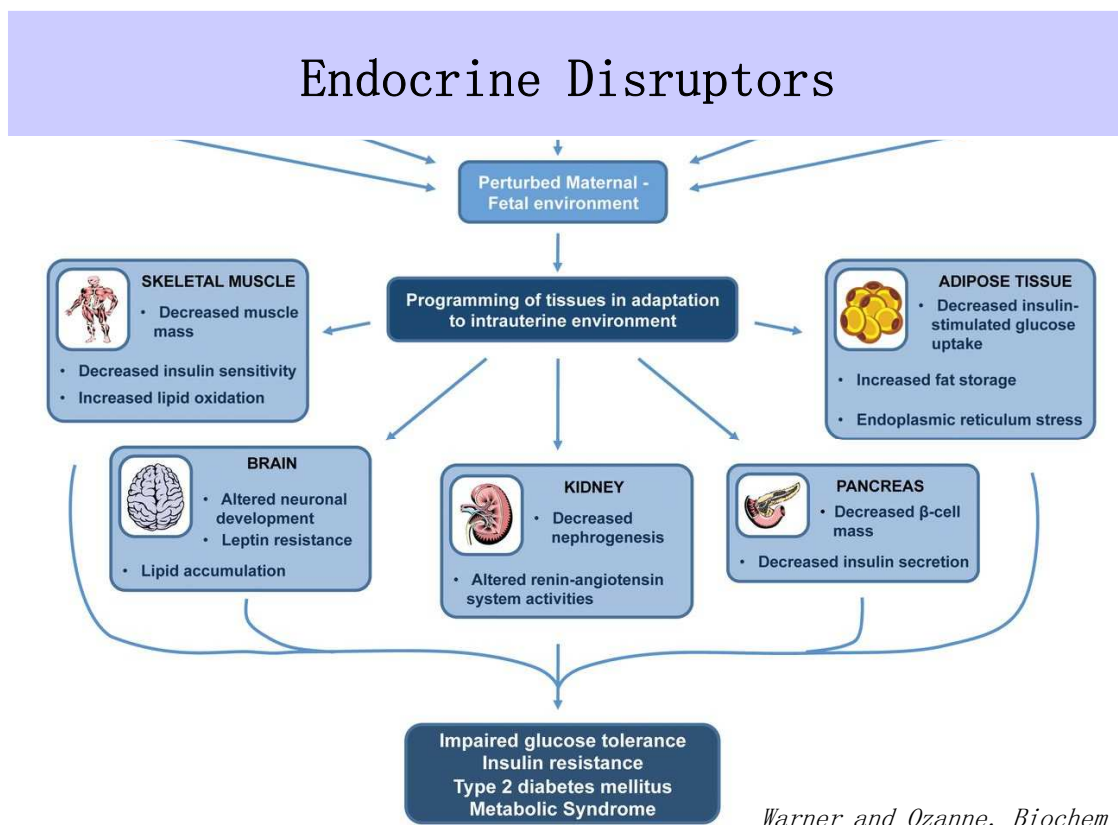 Endocrine Disruptors
Perturbed Maternal -
Fetal environment
Programming of tissues in adaptation
to intrauterine environment
SKELETAL MUSCLE
• Decreased muscle
mass
• Decreased insulin sensitivity
• Increased lipid oxidation
ADIPOSE TISSUE
• Decreased insulin-
stimulated glucose
uptake
• Increased fat storage
• Endoplasmic reticulum stress
BRAIN
• Altered neuronal
development
• Leptin resistance
• Lipid accumulation
KIDNEY
• Decreased
nephrogenesis
• Altered renin-angiotensin
system activities
PANCREAS
• Decreased β-cell
mass
• Decreased insulin secretion
Impaired glucose tolerance
Insulin resistance
Type 2 diabetes mellitus
Metabolic Syndrome
Warner and Ozanne, Biochem